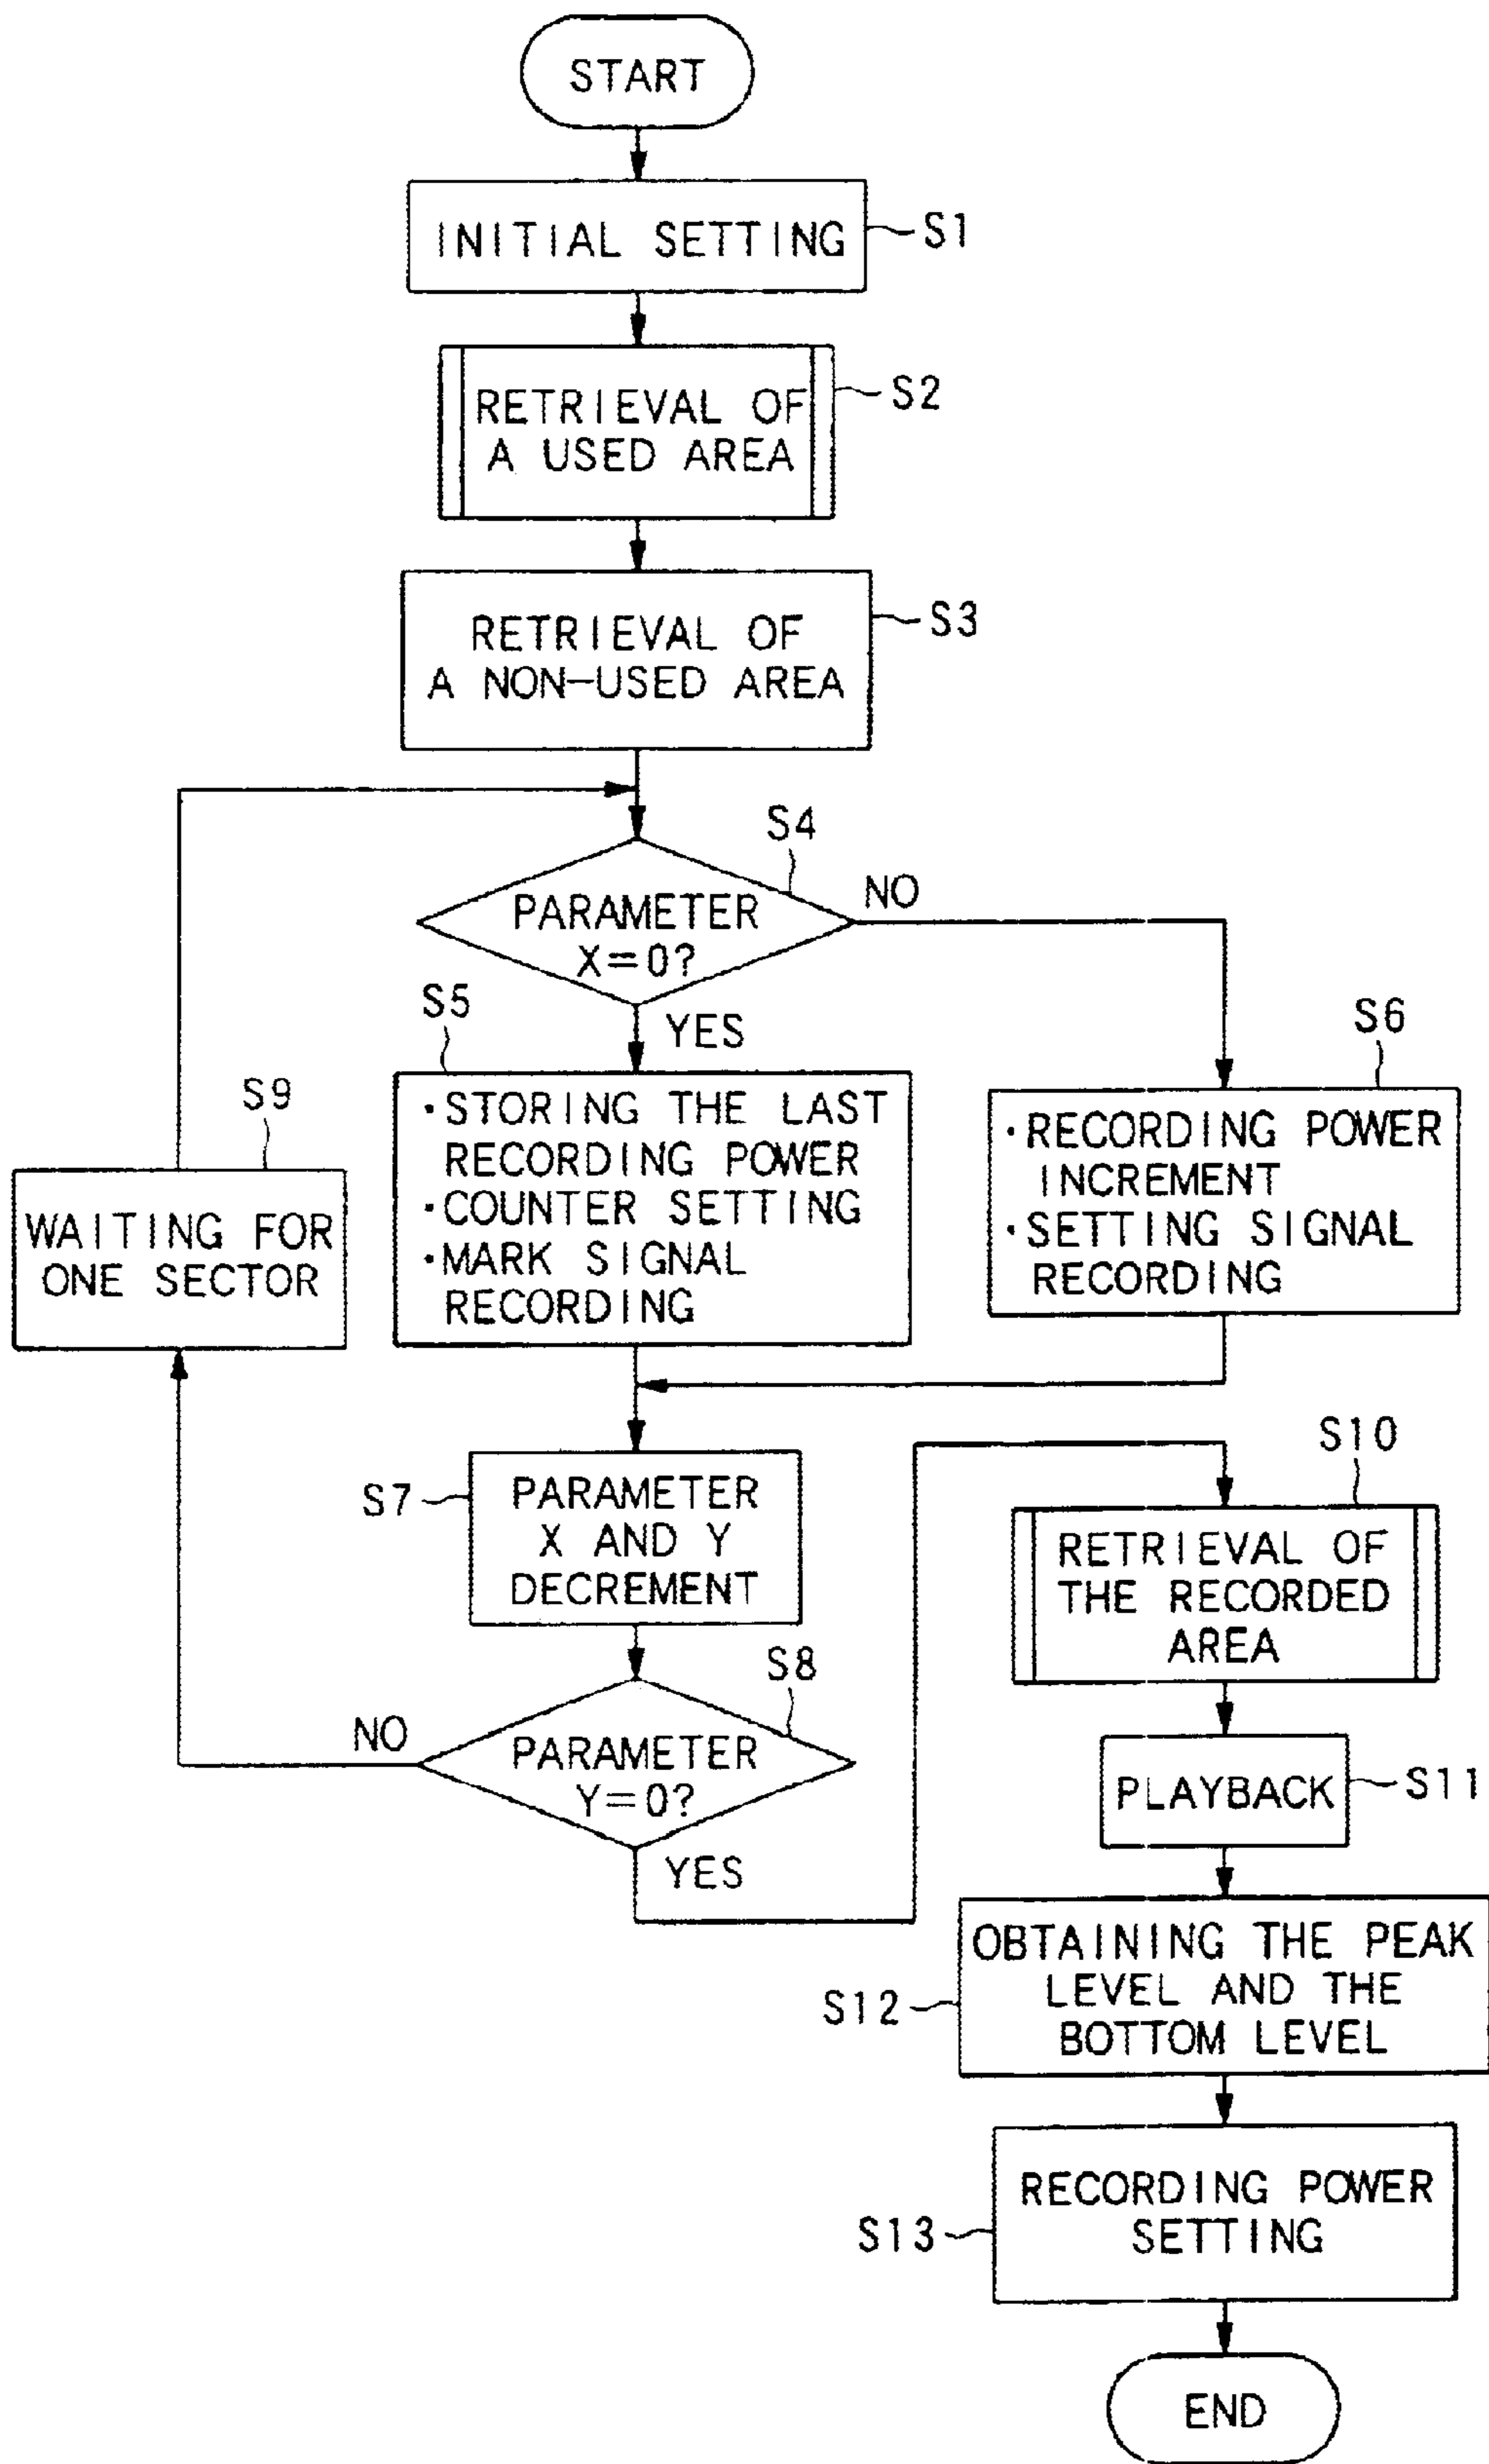 START
INITIAL SETTING
S1
RETRIEVAL OF
A USED AREA
S2
RETRIEVAL OF
A NON-USED AREA
S3
S4
PARAMETER
X=0?
NO
YES
S5
·STORING THE LAST
RECORDING POWER
·COUNTER SETTING
·MARK SIGNAL
RECORDING
S6
·RECORDING POWER
INCREMENT
·SETTING SIGNAL
RECORDING
S9
WAITING FOR
ONE SECTOR
S7
PARAMETER
X AND Y
DECREMENT
S8
PARAMETER
Y=0?
NO
YES
S10
RETRIEVAL OF
THE RECORDED
AREA
PLAYBACK
S11
OBTAINING THE PEAK
LEVEL AND THE
BOTTOM LEVEL
S12
RECORDING POWER
SETTING
S13
END